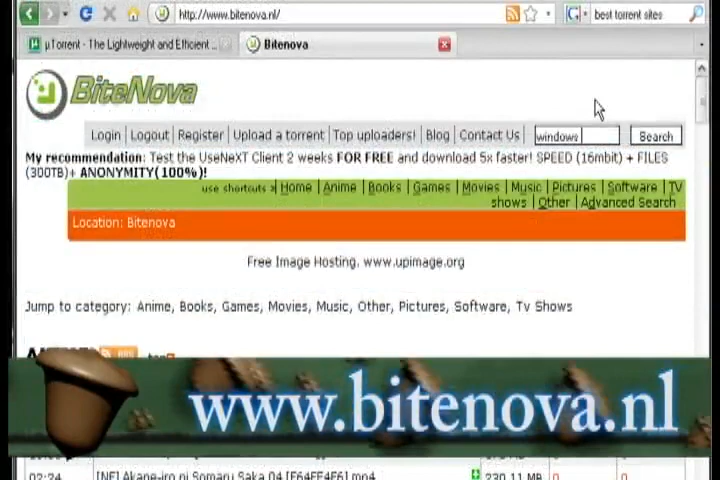 http://www.bitenova.nl/
best torrent sites
µTorrent - The Lightweight and Efficient ...
Bitenova
BiteNova
Login | Logout | Register | Upload a torrent | Top uploaders! | Blog | Contact Us | windows Search
My recommendation: Test the UseNeXT Client 2 weeks FOR FREE and download 5x faster! SPEED (16mbit) + FILES
(300TB)+ ANONYMITY(100%)!
use shortcuts » Home | Anime | Books | Games | Movies | Music | Pictures | Software | TV
shows | Other | Advanced Search
Location: Bitenova
Free Image Hosting. www.upimage.org
Jump to category: Anime, Books, Games, Movies, Music, Other, Pictures, Software, Tv Shows
www.bitenova.nl
02:24 [NF] Akane-iro ni Somaru Saka 04 [F64FF4F6].mp4 230.11 MB 0 0